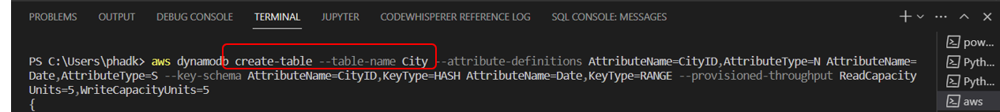 PROBLEMS OUTPUT DEBUG CONSOLE TERMINAL JUPYTER CODEWHISPERER REFERENCE LOG SQL CONSOLE: MESSAGES
PS C:\Users\phadk> aws dynamodb create-table --table-name City --attribute-definitions AttributeName=CityID,AttributeType=N AttributeName=
Date,AttributeType=S --key-schema AttributeName=CityID,KeyType=HASH AttributeName=Date,KeyType=RANGE --provisioned-throughput ReadCapacity
Units=5,WriteCapacityUnits=5
{
pow...
Pyth...
Pyth...
aws